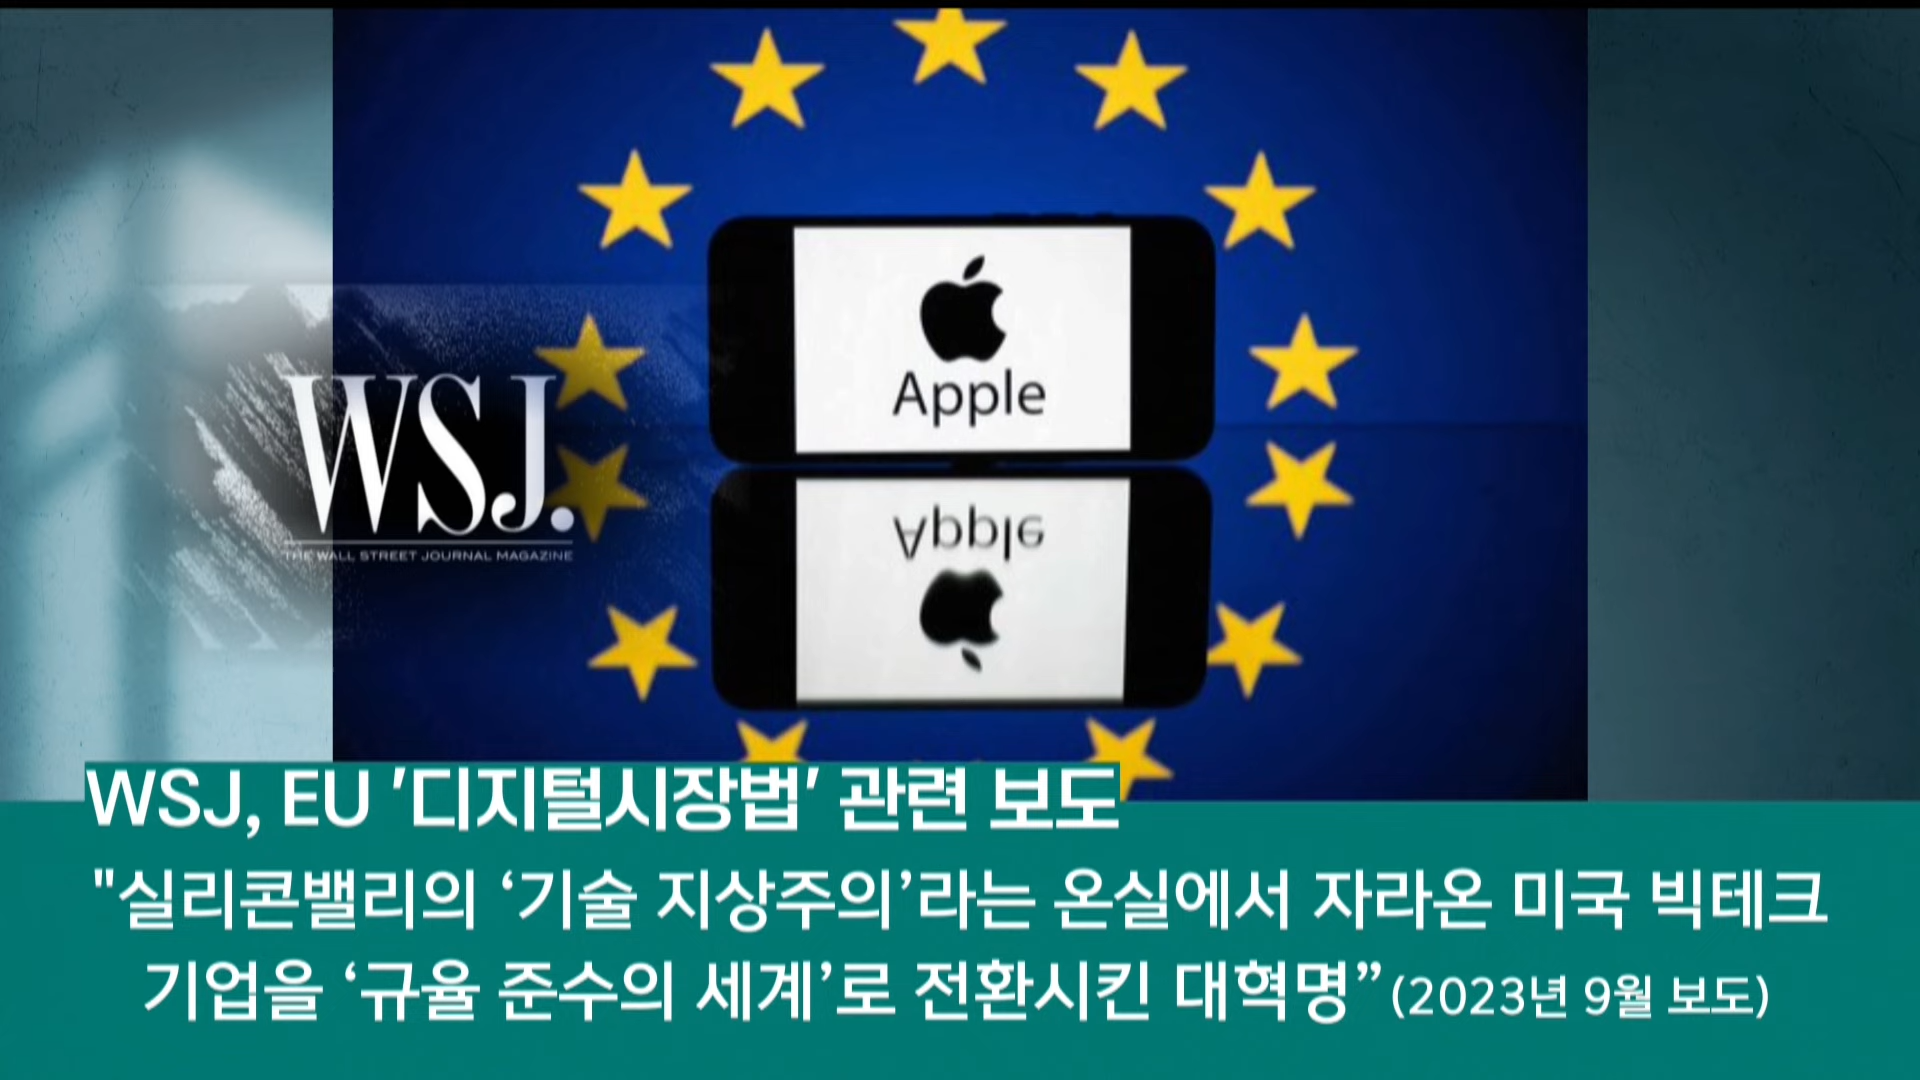 Apple
Apple
WSJ.
THE WALL STREET JOURNAL MAGAZINE
WSJ, EU '디지털시장법' 관련 보도
"실리콘밸리의 ‘기술 지상주의’라는 온실에서 자라온 미국 빅테크
기업을 ‘규율 준수의 세계’로 전환시킨 대혁명” (2023년 9월 보도)